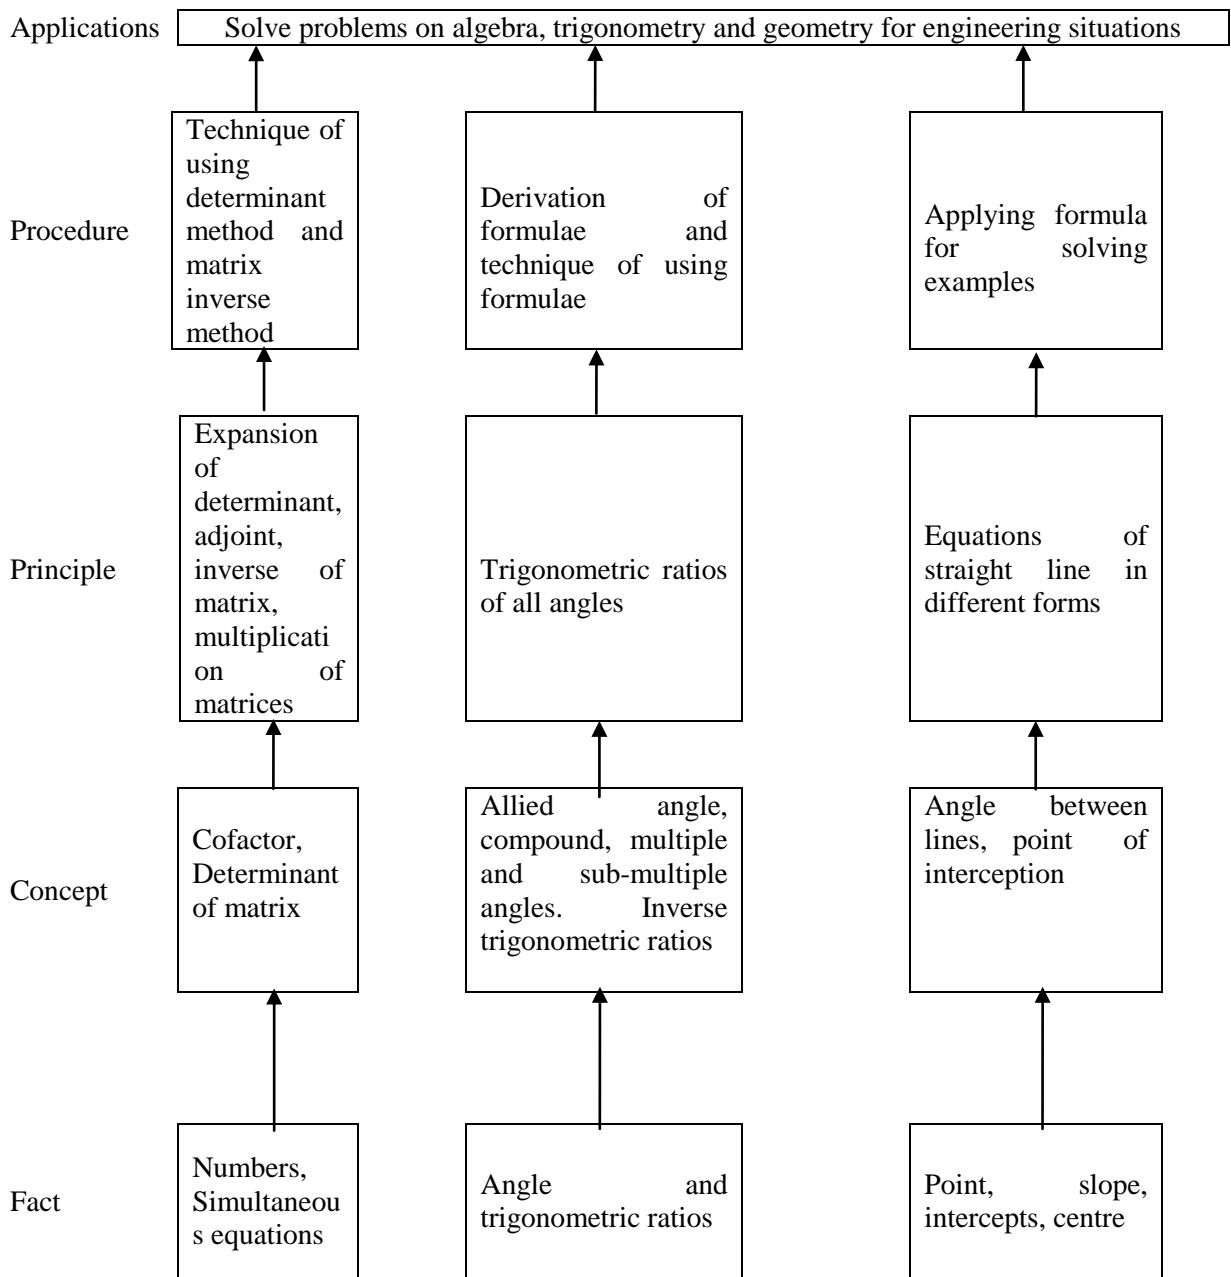 Applications
Solve problems on algebra, trigonometry and geometry for engineering situations
Procedure
Technique of
using
determinant
method and
matrix
inverse
method
Derivation of
formulae and
technique of using
formulae
Applying formula
for solving
examples
Principle
Expansion
of
determinant,
adjoint,
inverse of
matrix,
multiplicati
on of
matrices
Trigonometric ratios
of all angles
Equations of
straight line in
different forms
Concept
Cofactor,
Determinant
of matrix
Allied angle,
compound, multiple
and sub-multiple
angles. Inverse
trigonometric ratios
Angle between
lines, point of
interception
Fact
Numbers,
Simultaneou
s equations
Angle and
trigonometric ratios
Point, slope,
intercepts, centre